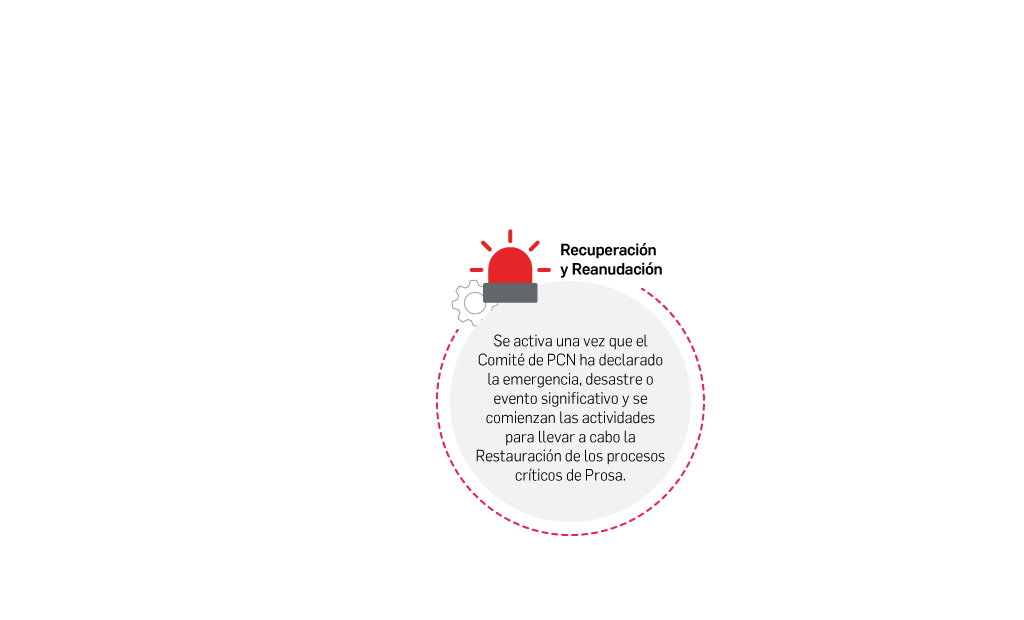 Recuperación
y Reanudación
Se activa una vez que el
Comité de PCN ha declarado
la emergencia, desastre o
evento significativo y se
comienzan las actividades
para llevar a cabo la
Restauración de los procesos
críticos de Prosa.